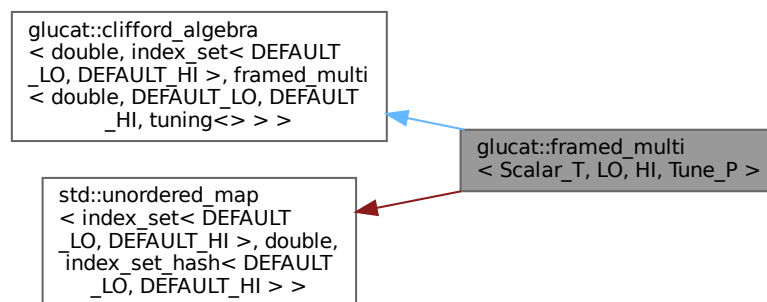 glucat::clifford_algebra
< double, index_set< DEFAULT
_LO, DEFAULT_HI >, framed_multi
< double, DEFAULT_LO, DEFAULT
_HI, tuning<> > >
glucat::framed_multi
< Scalar_T, LO, HI, Tune_P >
std::unordered_map
< index_set< DEFAULT
_LO, DEFAULT_HI >, double,
index_set_hash< DEFAULT
_LO, DEFAULT_HI > >